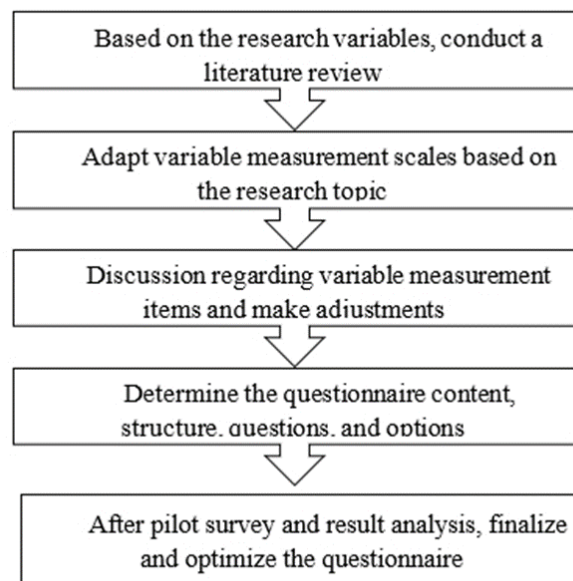 Based on the research variables, conduct a
literature review
Adapt variable measurement scales based on
the research topic
Discussion regarding variable measurement
items and make adjustments
Determine the questionnaire content,
structure, questions, and options
After pilot survey and result analysis, finalize
and optimize the questionnaire